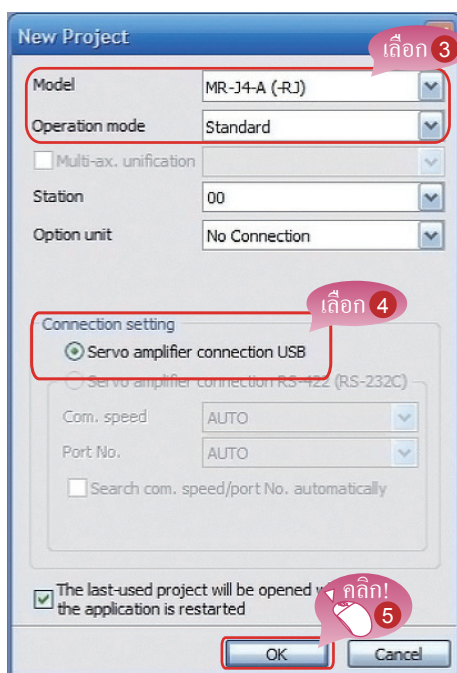 New Project
เลือก 3
Model MR-J4-A (-RJ)
Operation mode Standard
Multi-ax. unification
Station 00
Option unit No Connection
เลือก 4
Connection setting
Servo amplifier connection USB
Servo amplifier connection RS-422 (RS-232C)
Com. speed AUTO
Port No. AUTO
Search com. speed/port No. automatically
The last-used project will be opened
the application is restarted
คลิก!
5
OK Cancel